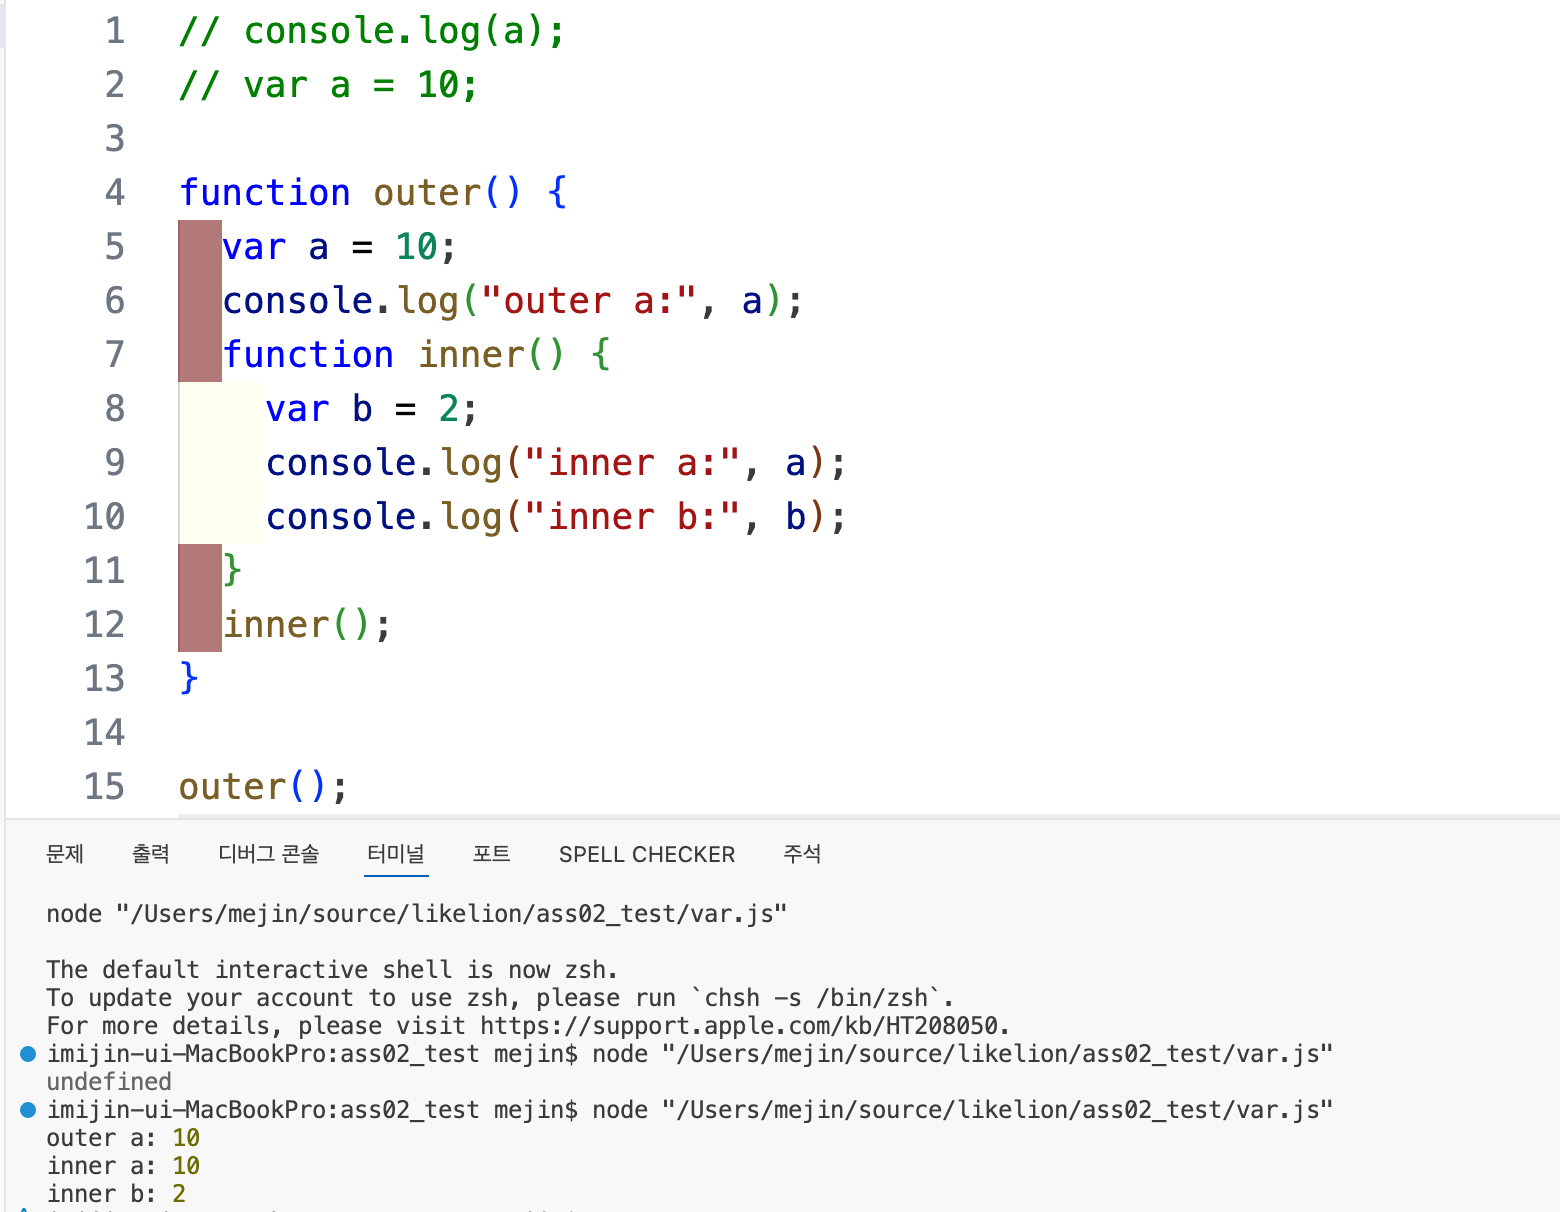 1 // console.log(a);
2 // var a = 10;
3
4 function outer() {
5 var a = 10;
6 console.log("outer a:", a);
7 function inner() {
8 var b = 2;
9 console.log("inner a:", a);
10 console.log("inner b:", b);
11 }
12 inner();
13 }
14
15 outer();
문제 출력 디버그 콘솔 터미널 포트 SPELL CHECKER 주석
node "/Users/mejin/source/likelion/ass02_test/var.js"
The default interactive shell is now zsh.
To update your account to use zsh, please run `chsh -s /bin/zsh`.
For more details, please visit https://support.apple.com/kb/HT208050.
imijin-ui-MacBookPro:ass02_test mejin$ node "/Users/mejin/source/likelion/ass02_test/var.js"
undefined
imijin-ui-MacBookPro:ass02_test mejin$ node "/Users/mejin/source/likelion/ass02_test/var.js"
outer a: 10
inner a: 10
inner b: 2